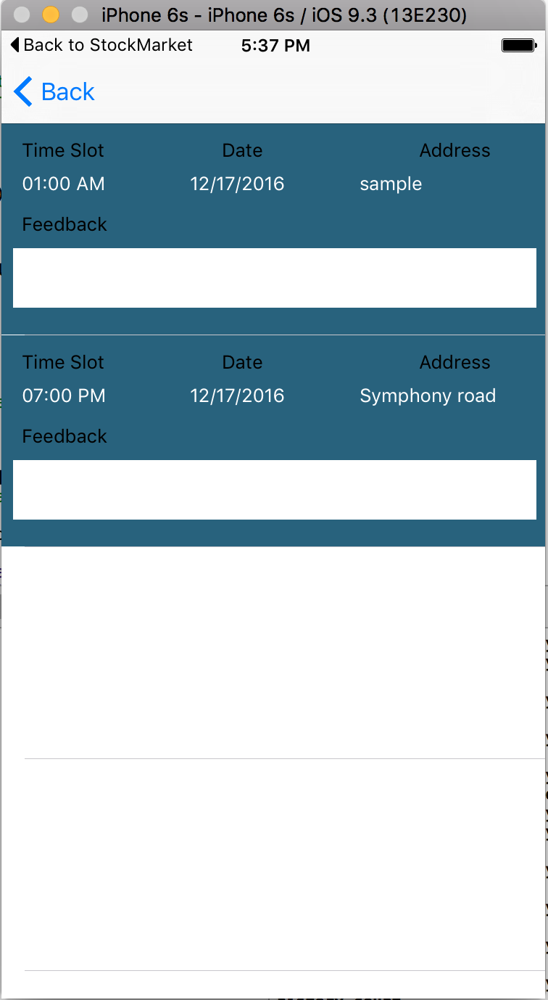 iPhone 6s - iPhone 6s / iOS 9.3 (13E230)
Back to StockMarket 5:37 PM
Back
Time Slot Date Address
01:00 AM 12/17/2016 sample
Feedback
Time Slot Date Address
07:00 PM 12/17/2016 Symphony road
Feedback